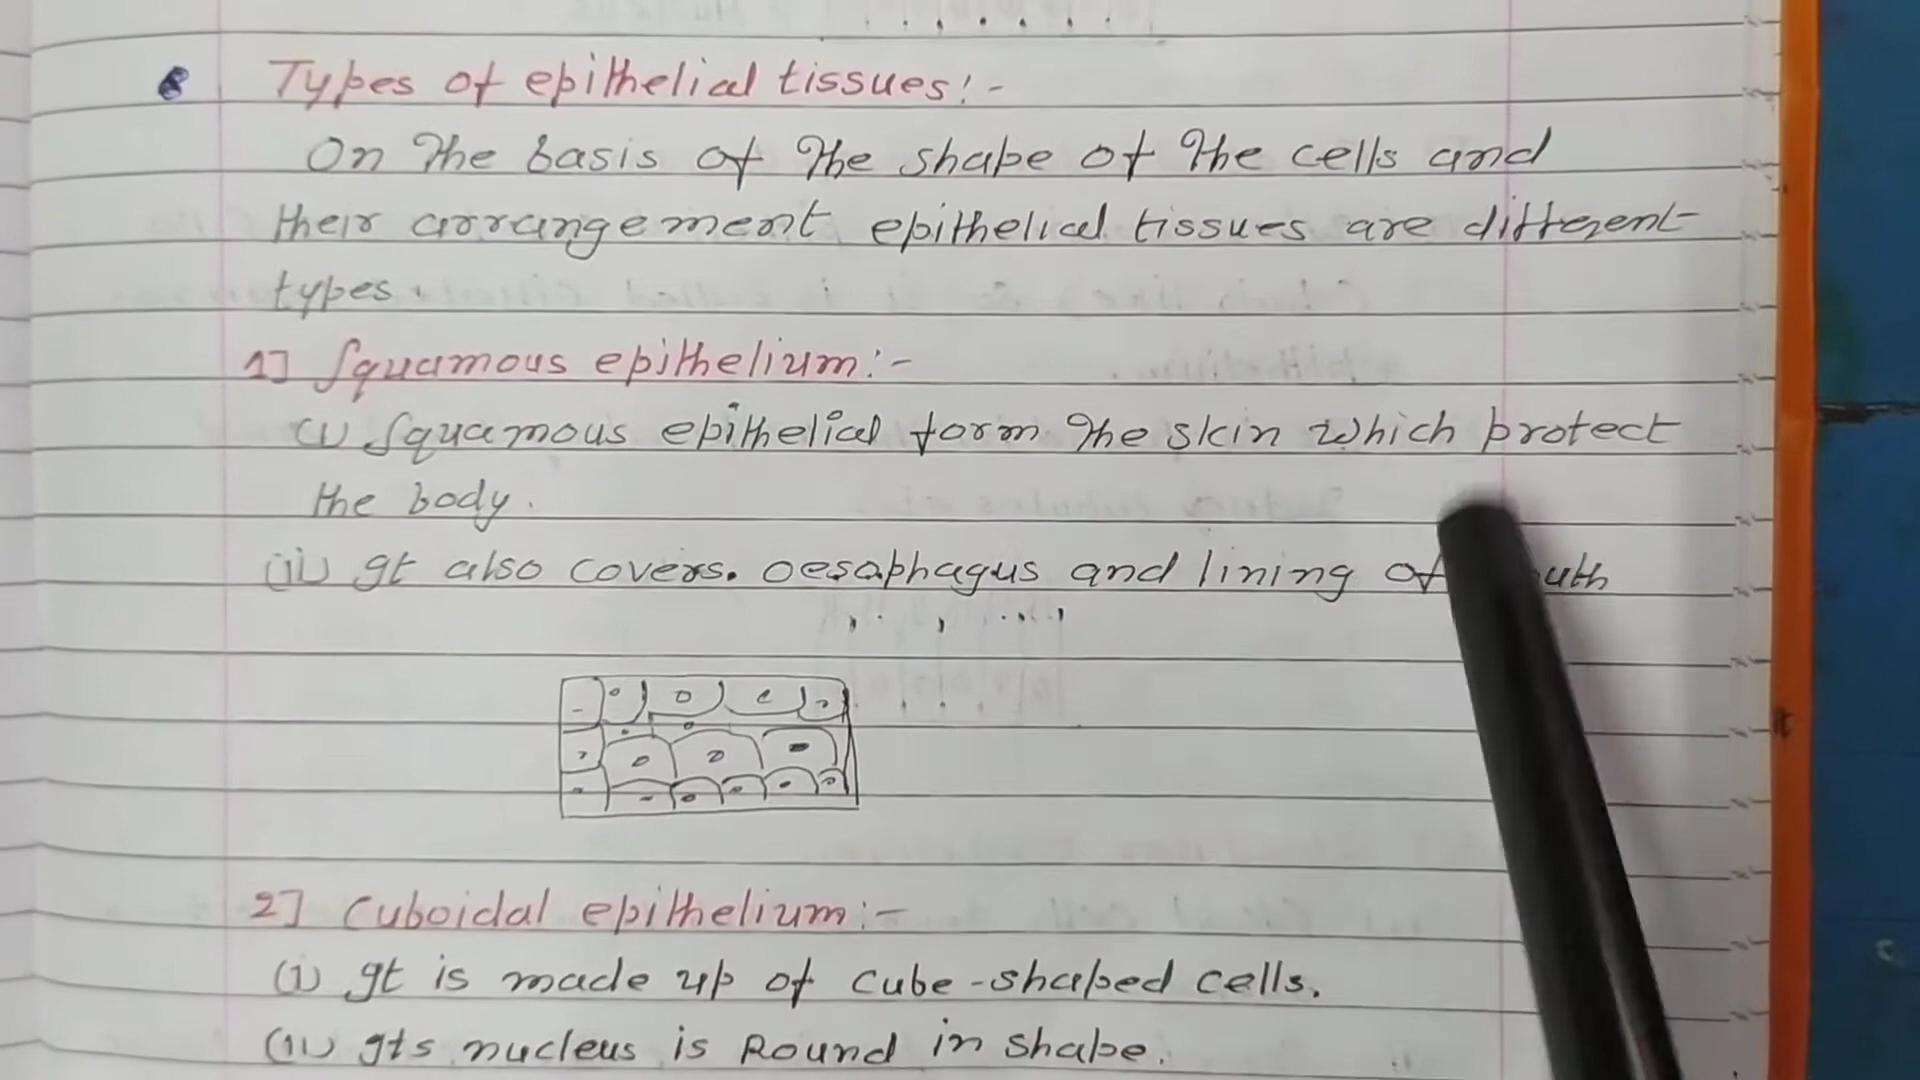 Types of epithelial tissues:-
On the basis of the shape of the cells and
their arrangement epithelial tissues are different
types.
1] Squamous epithelium:-
(i) Squamous epithelial form the skin which protect
the body.
(ii) It also covers. oesaphagus and lining of
2] Cuboidal epithelium:-
(i) It is made up of cube-shaped cells.
(ii) Its nucleus is Round in shape.